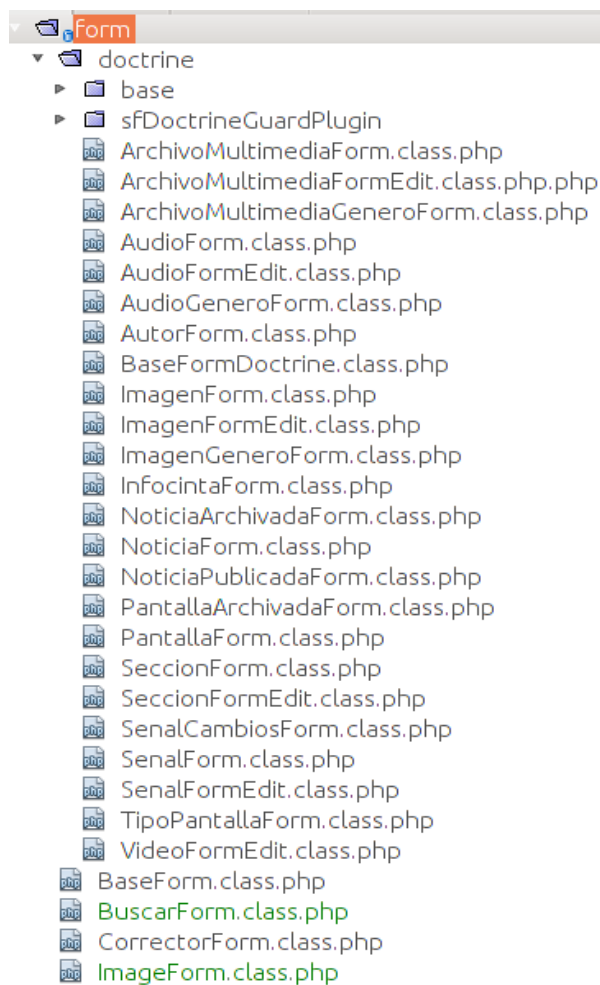 form
doctrine
base
sfDoctrineGuardPlugin
ArchivoMultimediaForm.class.php
ArchivoMultimediaFormEdit.class.php.php
ArchivoMultimediaGeneroForm.class.php
AudioForm.class.php
AudioFormEdit.class.php
AudioGeneroForm.class.php
AutorForm.class.php
BaseFormDoctrine.class.php
ImagenForm.class.php
ImagenFormEdit.class.php
ImagenGeneroForm.class.php
InfocintaForm.class.php
NoticiaArchivadaForm.class.php
NoticiaForm.class.php
NoticiaPublicadaForm.class.php
PantallaArchivadaForm.class.php
PantallaForm.class.php
SeccionForm.class.php
SeccionFormEdit.class.php
SenalCambiosForm.class.php
SenalForm.class.php
SenalFormEdit.class.php
TipoPantallaForm.class.php
VideoFormEdit.class.php
BaseForm.class.php
BuscarForm.class.php
CorrectorForm.class.php
ImageForm.class.php